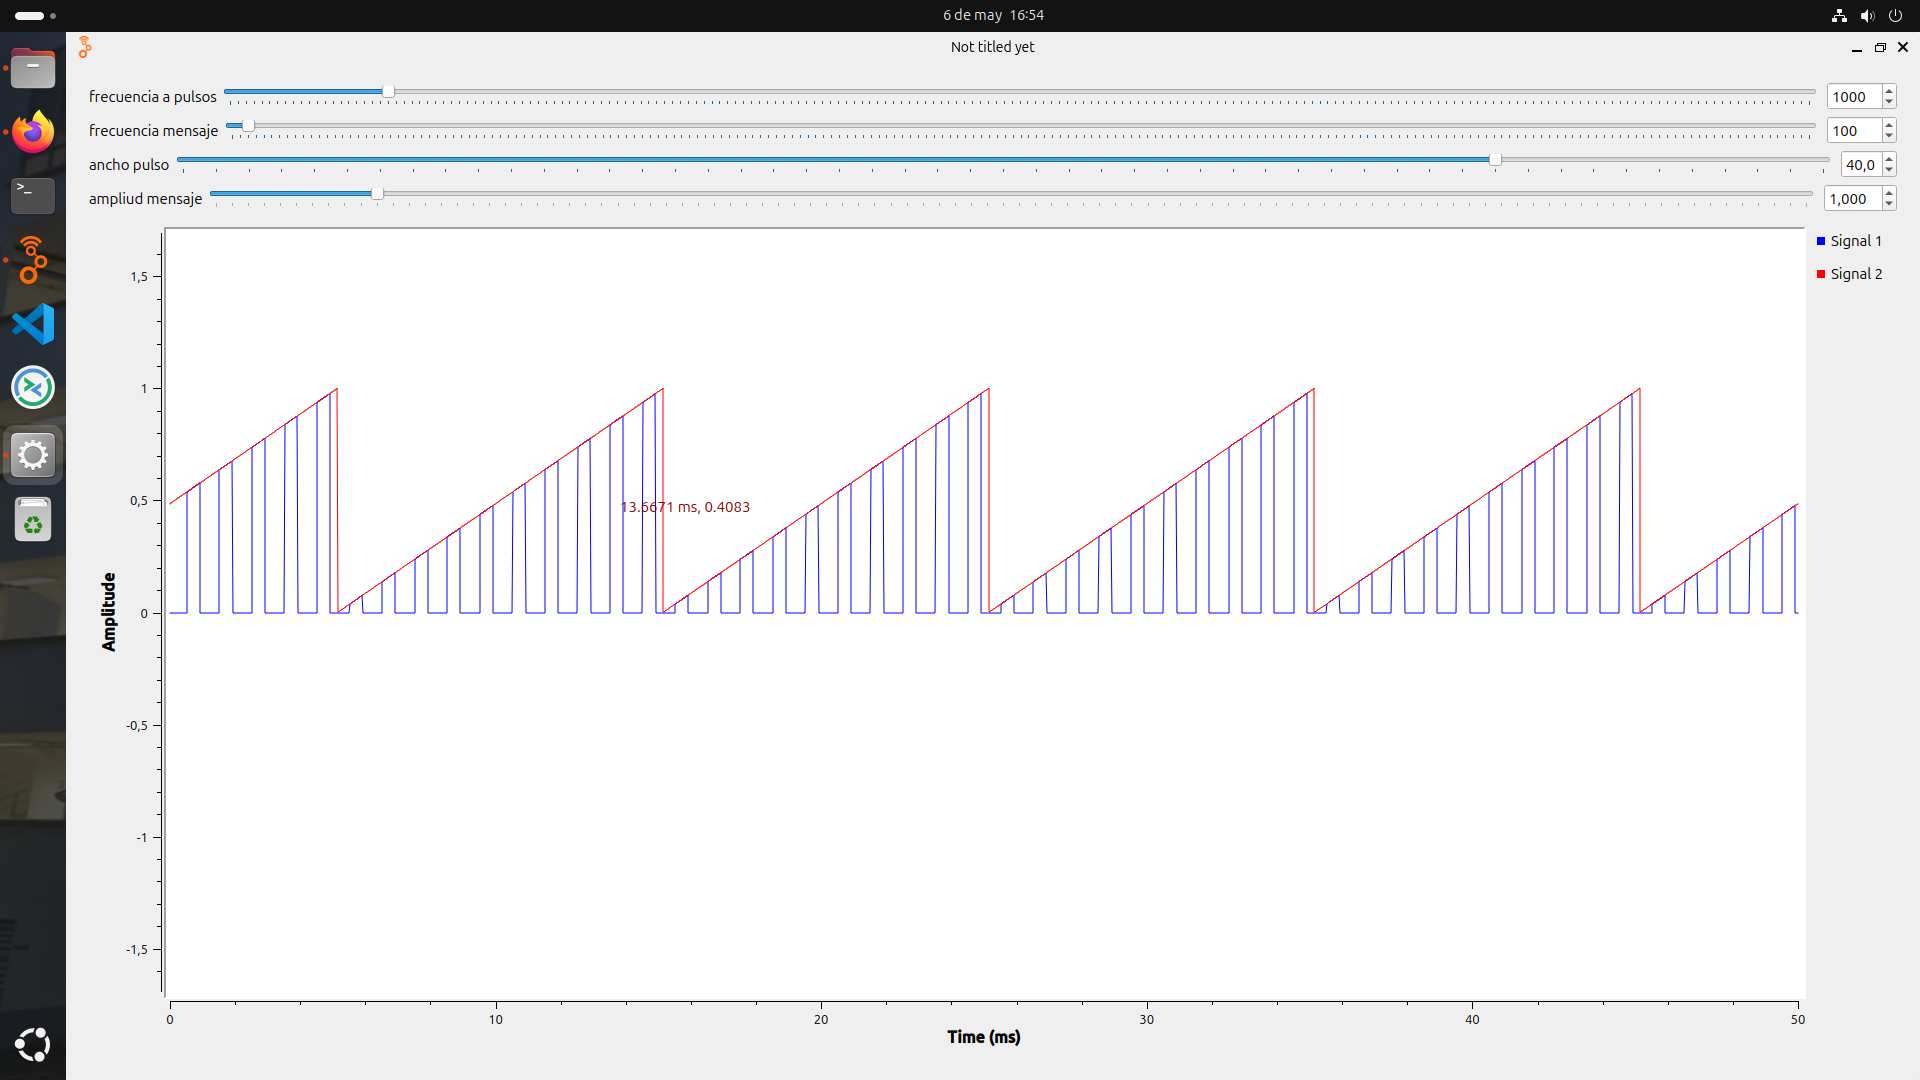 6 de may 16:54
Not titled yet
frecuencia a pulsos 1000
frecuencia mensaje 100
ancho pulso 40,0
ampliud mensaje 1,000
Signal 1
Signal 2
1,5
1
0,5
0
-0,5
-1
-1,5
Amplitude
13.6671 ms, 0.4083
0 10 20 30 40 50
Time (ms)